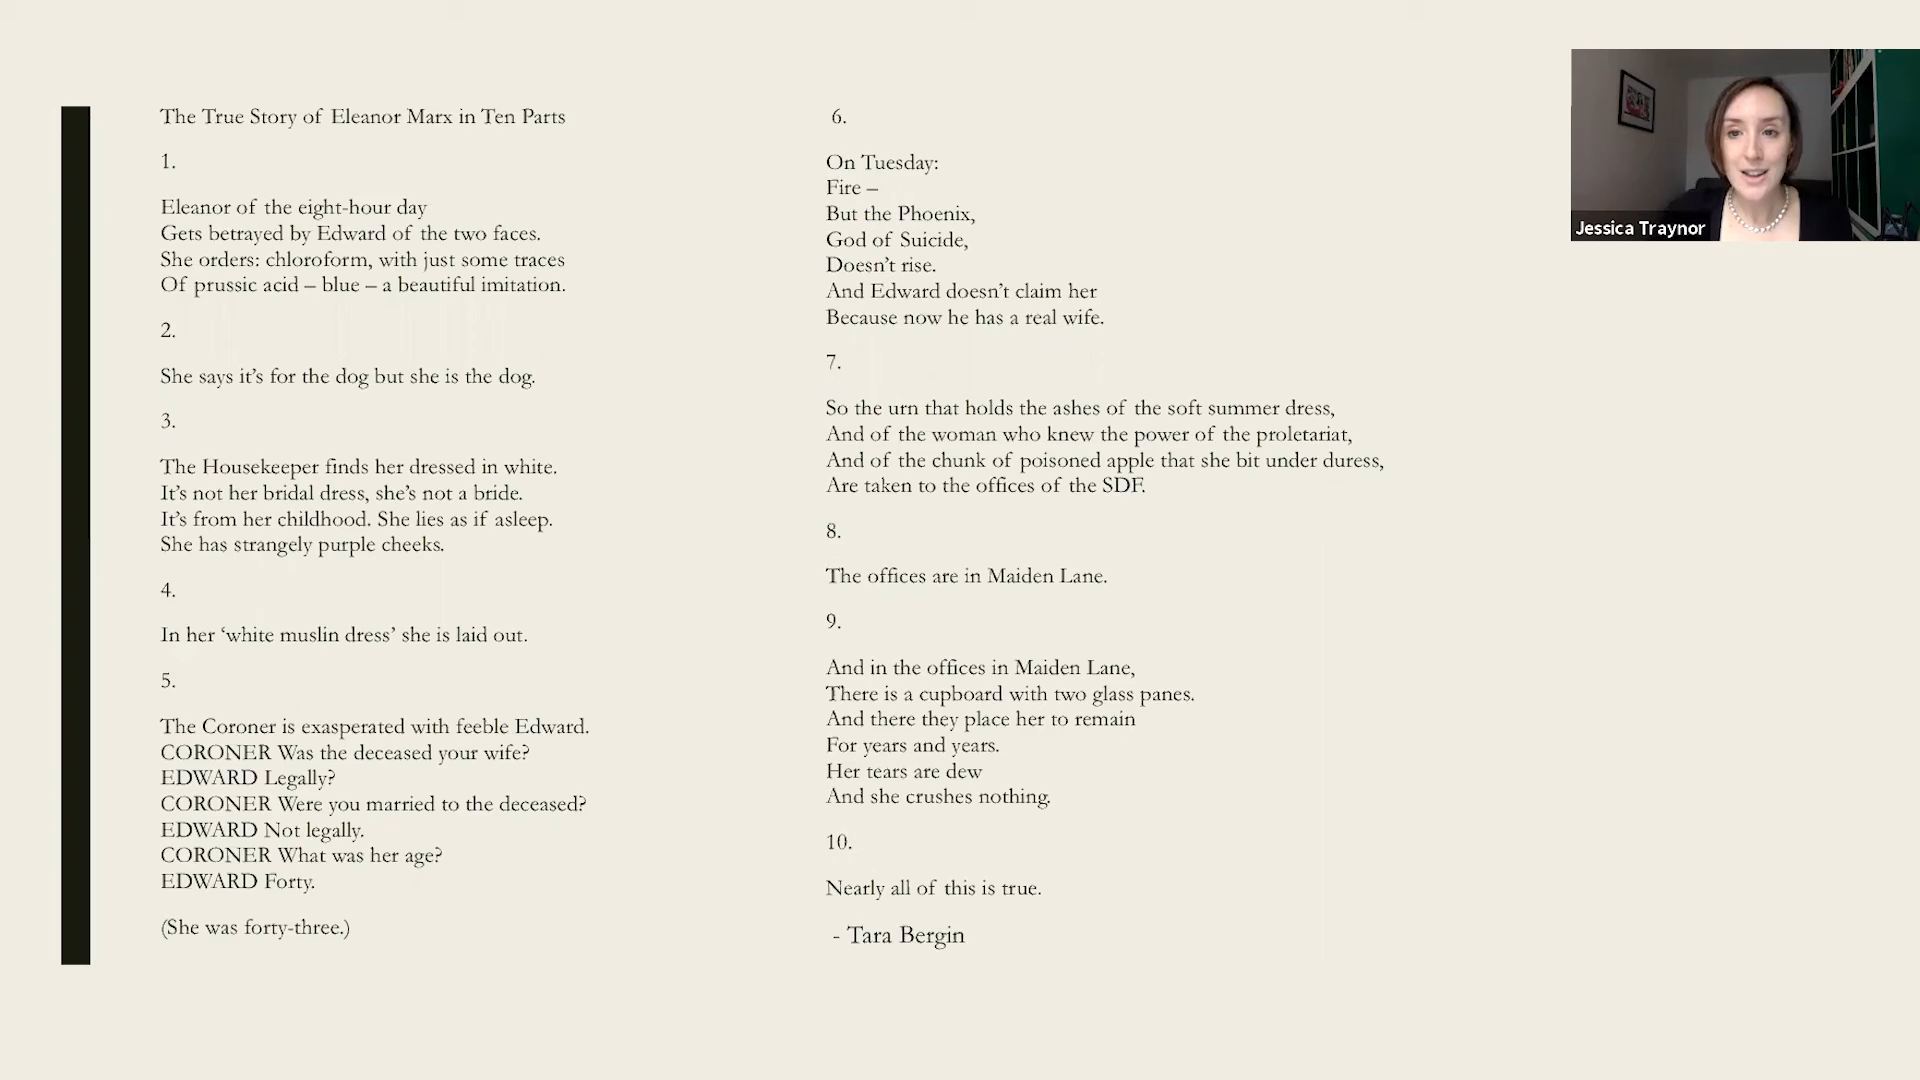 The True Story of Eleanor Marx in Ten Parts
1.
Eleanor of the eight-hour day
Gets betrayed by Edward of the two faces.
She orders: chloroform, with just some traces
Of prussic acid – blue – a beautiful imitation.
2.
She says it’s for the dog but she is the dog.
3.
The Housekeeper finds her dressed in white.
It’s not her bridal dress, she’s not a bride.
It’s from her childhood. She lies as if asleep.
She has strangely purple cheeks.
4.
In her ‘white muslin dress’ she is laid out.
5.
The Coroner is exasperated with feeble Edward.
CORONER Was the deceased your wife?
EDWARD Legally?
CORONER Were you married to the deceased?
EDWARD Not legally.
CORONER What was her age?
EDWARD Forty.
(She was forty-three.)
6.
On Tuesday:
Fire –
But the Phoenix,
God of Suicide,
Doesn’t rise.
And Edward doesn’t claim her
Because now he has a real wife.
7.
So the urn that holds the ashes of the soft summer dress,
And of the woman who knew the power of the proletariat,
And of the chunk of poisoned apple that she bit under duress,
Are taken to the offices of the SDF.
8.
The offices are in Maiden Lane.
9.
And in the offices in Maiden Lane,
There is a cupboard with two glass panes.
And there they place her to remain
For years and years.
Her tears are dew
And she crushes nothing.
10.
Nearly all of this is true.
- Tara Bergin
Jessica Traynor